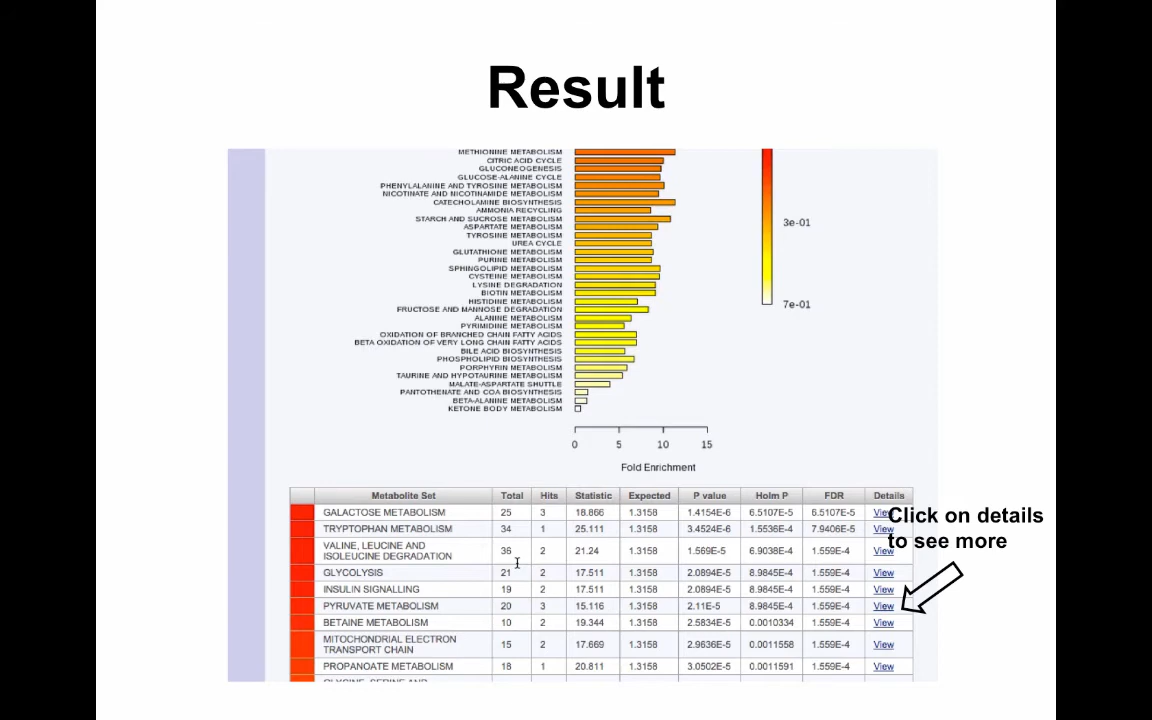 Result
METHIONINE METABOLISM
CITRIC ACID CYCLE
GLUCONEOGENESIS
GLUCOSE-ALANINE CYCLE
PHENYLALANINE AND TYROSINE METABOLISM
NICOTINATE AND NICOTINAMIDE METABOLISM
CATECHOLAMINE BIOSYNTHESIS
AMMONIA RECYCLING
STARCH AND SUCROSE METABOLISM
ASPARTATE METABOLISM
TYROSINE METABOLISM
UREA CYCLE
GLUTATHIONE METABOLISM
PURINE METABOLISM
SPHINGOLIPID METABOLISM
CYSTEINE METABOLISM
LYSINE DEGRADATION
BIOTIN METABOLISM
HISTIDINE METABOLISM
FRUCTOSE AND MANNOSE DEGRADATION
ALANINE METABOLISM
PYRIMIDINE METABOLISM
OXIDATION OF BRANCHED CHAIN FATTY ACIDS
BETA OXIDATION OF VERY LONG CHAIN FATTY ACIDS
BILE ACID BIOSYNTHESIS
PHOSPHOLIPID BIOSYNTHESIS
PORPHYRIN METABOLISM
TAURINE AND HYPOTAURINE METABOLISM
MALATE-ASPARTATE SHUTTLE
PANTOTHENATE AND COA BIOSYNTHESIS
BETA-ALANINE METABOLISM
KETONE BODY METABOLISM
3e-01
7e-01
0 5 10 15
Fold Enrichment
Metabolite Set Total Hits Statistic Expected P value Holm P FDR Details
GALACTOSE METABOLISM 25 3 18.866 1.3158 1.4154E-6 6.5107E-5 6.5107E-5 View
TRYPTOPHAN METABOLISM 34 1 25.111 1.3158 3.4524E-6 1.5536E-4 7.9406E-5 View
VALINE, LEUCINE AND
ISOLEUCINE DEGRADATION 36 2 21.24 1.3158 1.569E-5 6.9038E-4 1.559E-4 View
GLYCOLYSIS 21 2 17.511 1.3158 2.0894E-5 8.9845E-4 1.559E-4 View
INSULIN SIGNALLING 19 2 17.511 1.3158 2.0894E-5 8.9845E-4 1.559E-4 View
PYRUVATE METABOLISM 20 3 15.116 1.3158 2.11E-5 8.9845E-4 1.559E-4 View
BETAINE METABOLISM 10 2 19.344 1.3158 2.5834E-5 0.0010334 1.559E-4 View
MITOCHONDRIAL ELECTRON
TRANSPORT CHAIN 15 2 17.669 1.3158 2.9636E-5 0.0011558 1.559E-4 View
PROPANOATE METABOLISM 18 1 20.811 1.3158 3.0502E-5 0.0011591 1.559E-4 View
Click on details
to see more